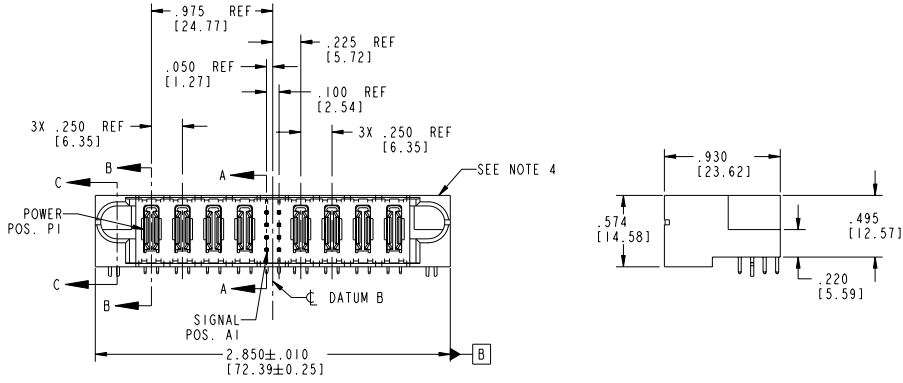 .975 REF
[24.77]
.225 REF
[5.72]
.050 REF
[1.27]
.100 REF
[2.54]
3X .250 REF
[6.35]
3X .250 REF
[6.35]
B
A
C
SEE NOTE 4
POWER
POS. P1
C
B
A
℄ DATUM B
SIGNAL
POS. A1
2.850±.010
[72.39±0.25]
B
.930
[23.62]
.574
[14.58]
.495
[12.57]
.220
[5.59]